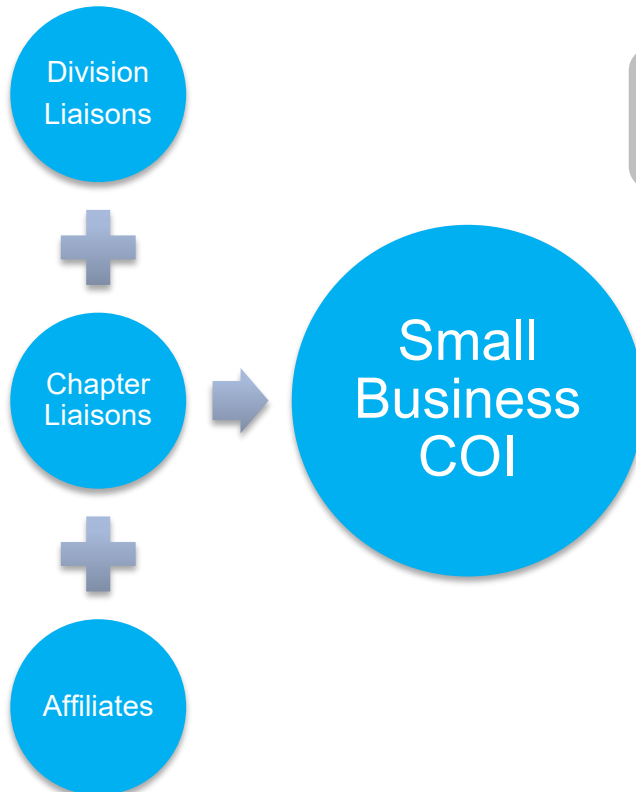 Division
Liaisons
Chapter
Liaisons
Small
Business
COI
Affiliates